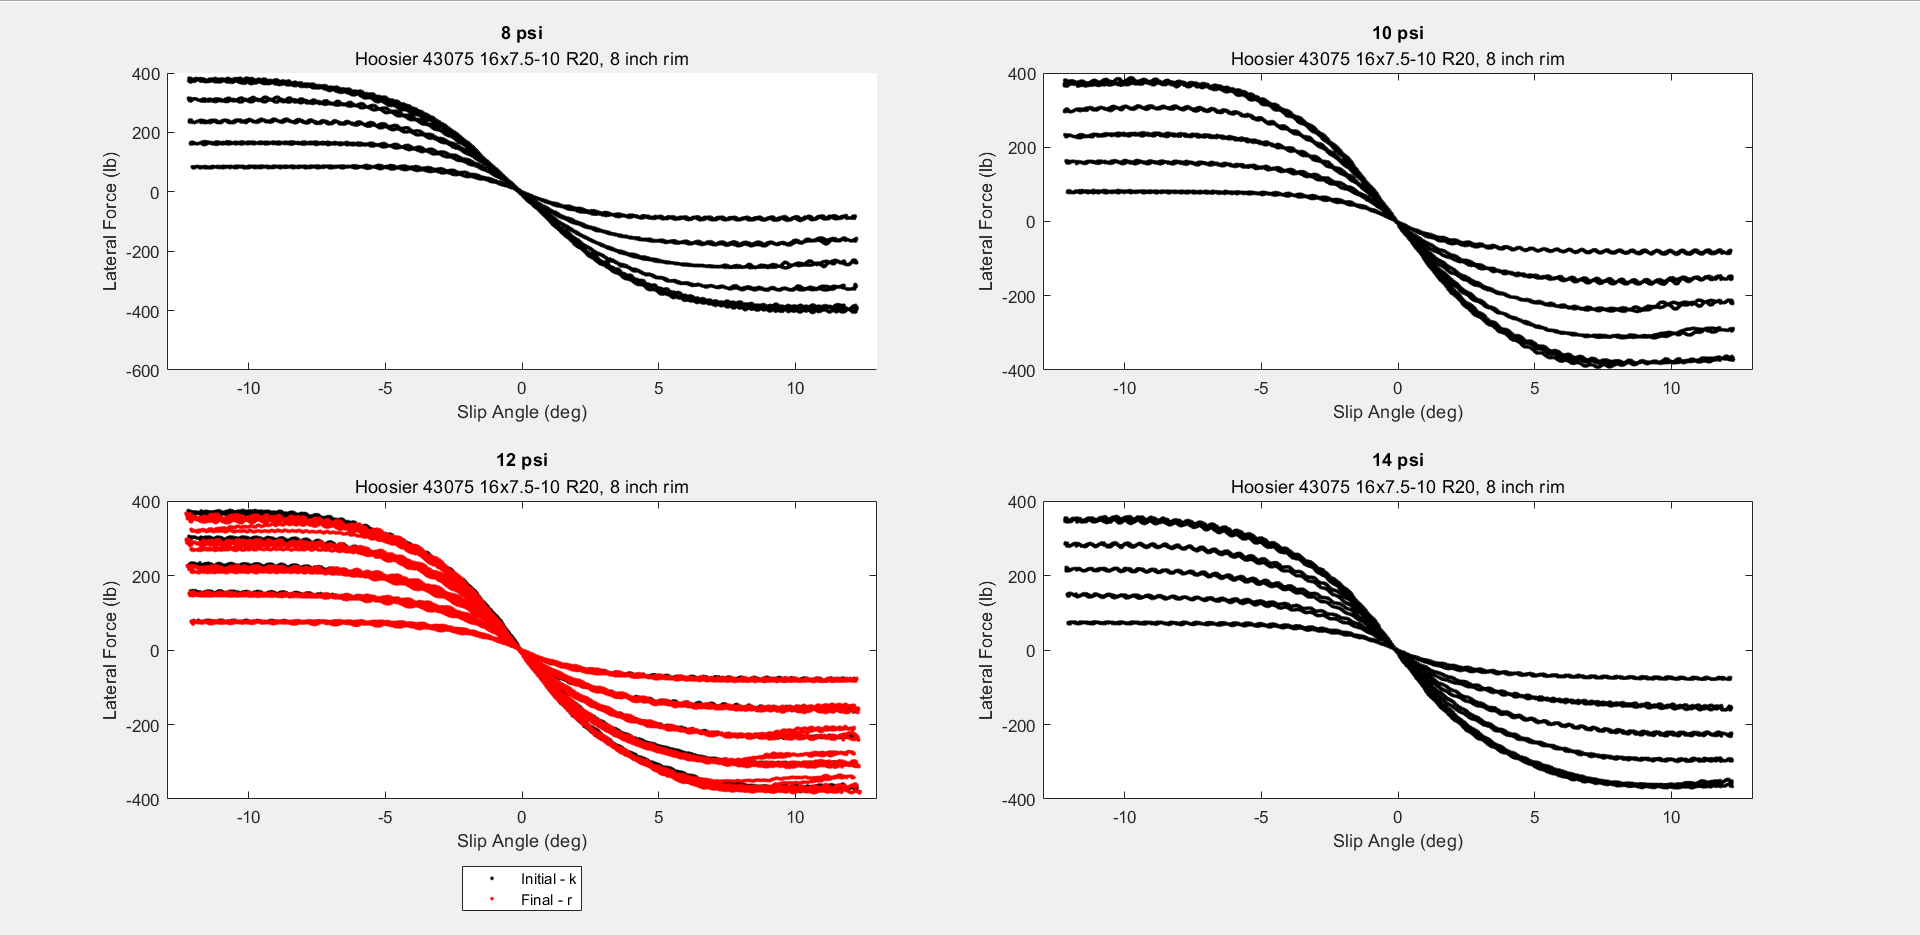 8 psi
Hoosier 43075 16x7.5-10 R20, 8 inch rim
400
200
0
-200
-400
-600
Lateral Force (lb)
-10 -5 0 5 10
Slip Angle (deg)
10 psi
Hoosier 43075 16x7.5-10 R20, 8 inch rim
400
200
0
-200
-400
Lateral Force (lb)
-10 -5 0 5 10
Slip Angle (deg)
12 psi
Hoosier 43075 16x7.5-10 R20, 8 inch rim
400
200
0
-200
-400
Lateral Force (lb)
-10 -5 0 5 10
Slip Angle (deg)
Initial - k
Final - r
14 psi
Hoosier 43075 16x7.5-10 R20, 8 inch rim
400
200
0
-200
-400
Lateral Force (lb)
-10 -5 0 5 10
Slip Angle (deg)